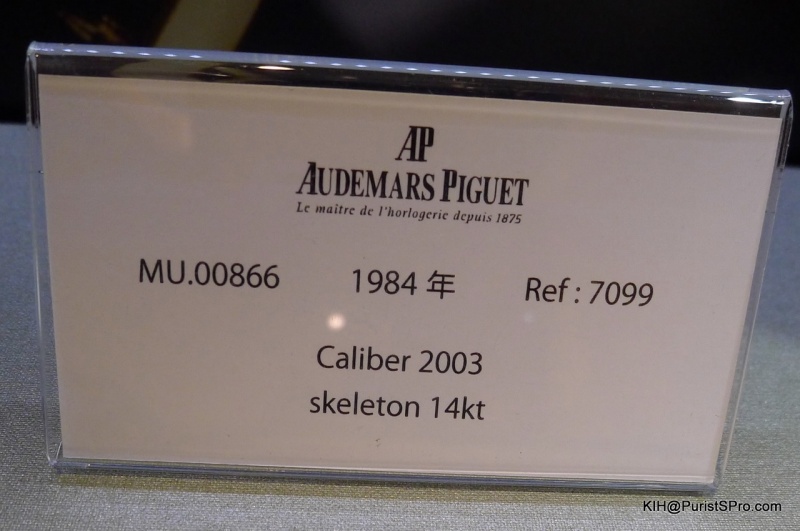 AP
AUDEMARS PIGUET
Le maître de l'horlogerie depuis 1875
MU.00866 1984 年 Ref : 7099
Caliber 2003
skeleton 14kt
KIH@PuristSPro.com